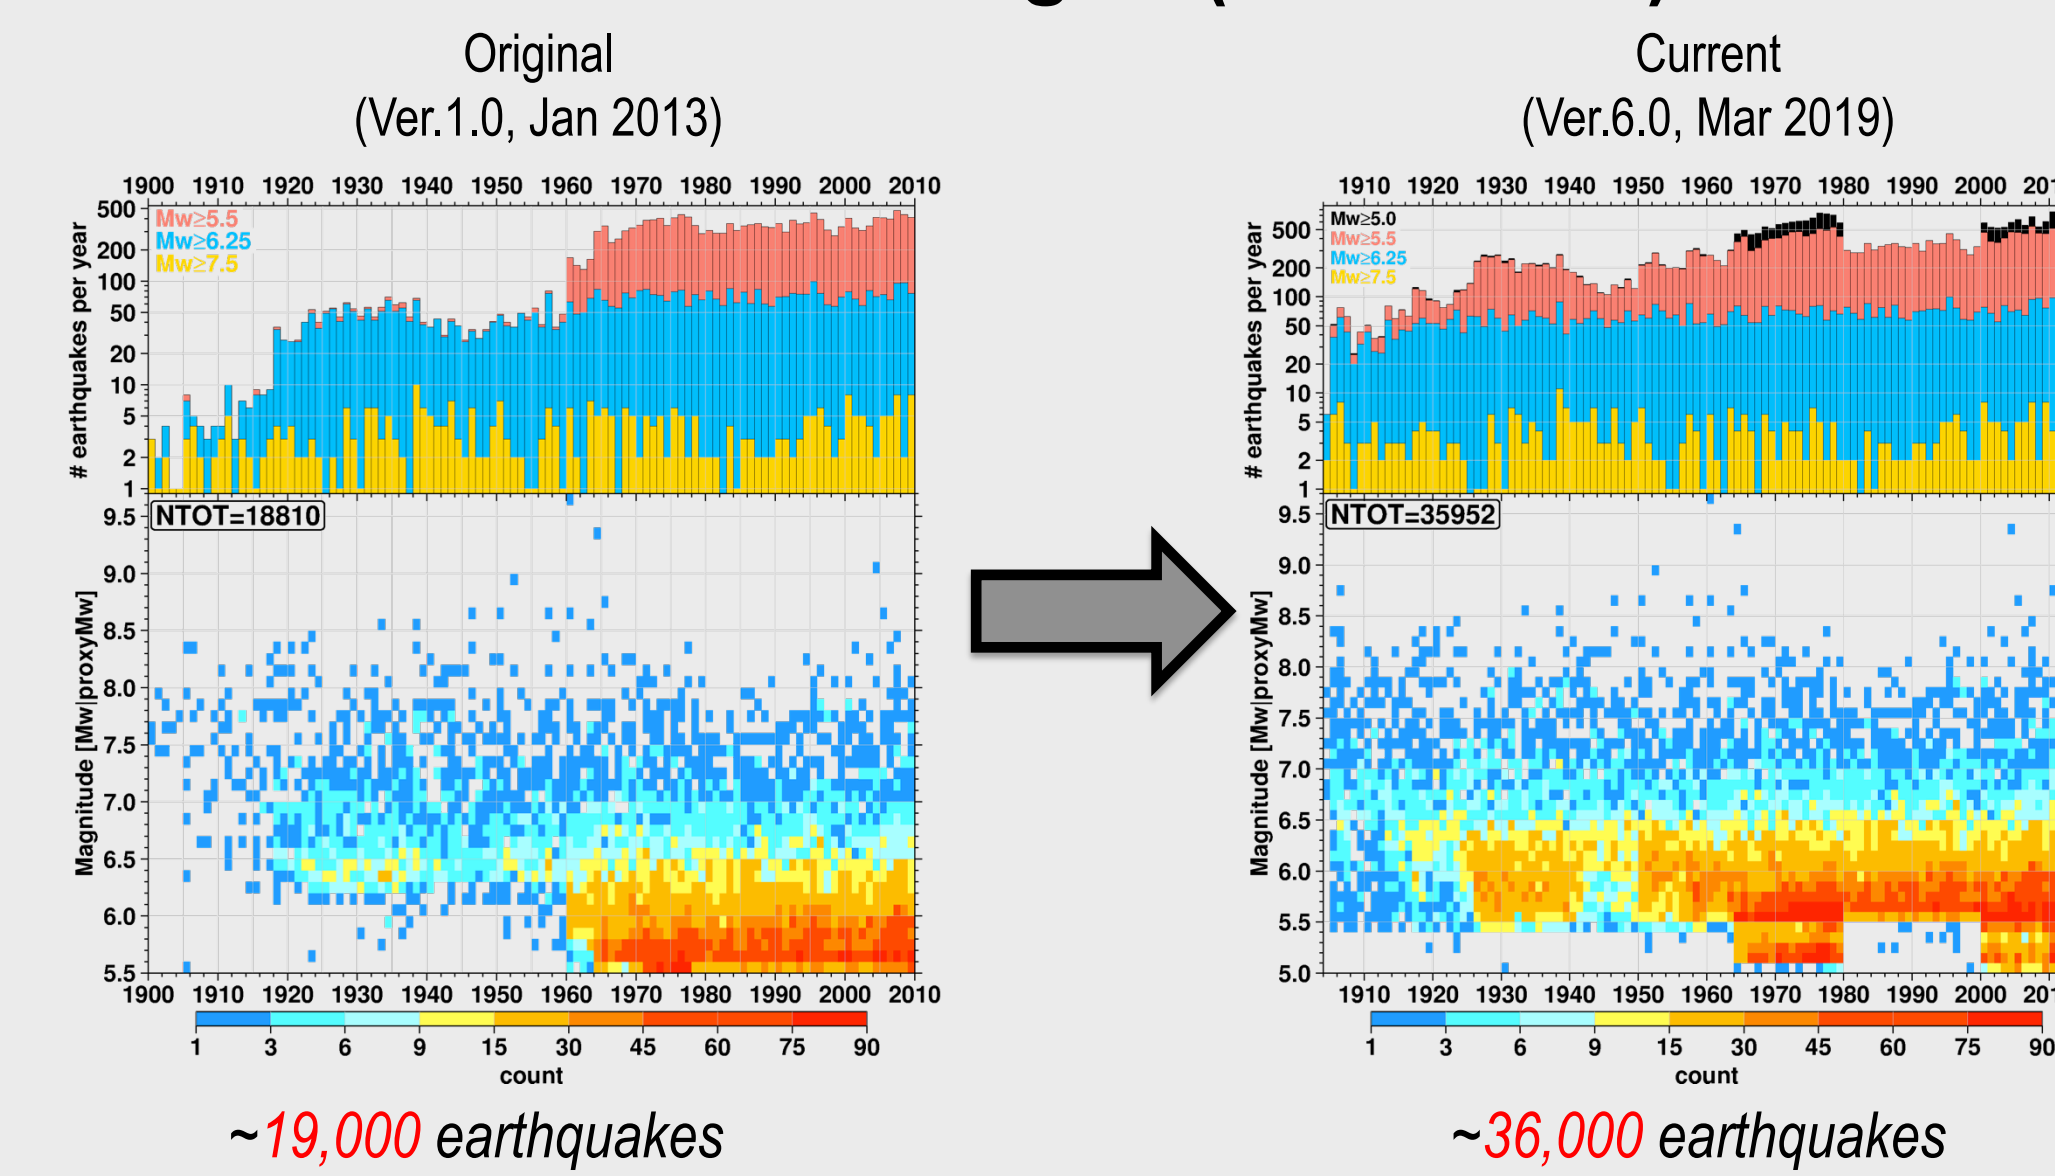 Original
(Ver.1.0, Jan 2013)
1900 1910 1920 1930 1940 1950 1960 1970 1980 1990 2000 2010
# earthquakes per year
500
200
100
50
20
10
5
2
1
Mw≥5.5
Mw≥6.25
Mw≥7.5
NTOT=18810
Magnitude [Mw|proxyMw]
9.5
9.0
8.5
8.0
7.5
7.0
6.5
6.0
5.5
1900 1910 1920 1930 1940 1950 1960 1970 1980 1990 2000 2010
1 3 6 9 15 30 45 60 75 90
count
~19,000 earthquakes
Current
(Ver.6.0, Mar 2019)
1910 1920 1930 1940 1950 1960 1970 1980 1990 2000
# earthquakes per year
500
200
100
50
20
10
5
2
1
Mw≥5.0
Mw≥5.5
Mw≥6.25
Mw≥7.5
NTOT=35952
Magnitude [Mw|proxyMw]
9.5
9.0
8.5
8.0
7.5
7.0
6.5
6.0
5.5
5.0
1910 1920 1930 1940 1950 1960 1970 1980 1990 2000
1 3 6 9 15 30 45 60 75 90
count
~36,000 earthquakes